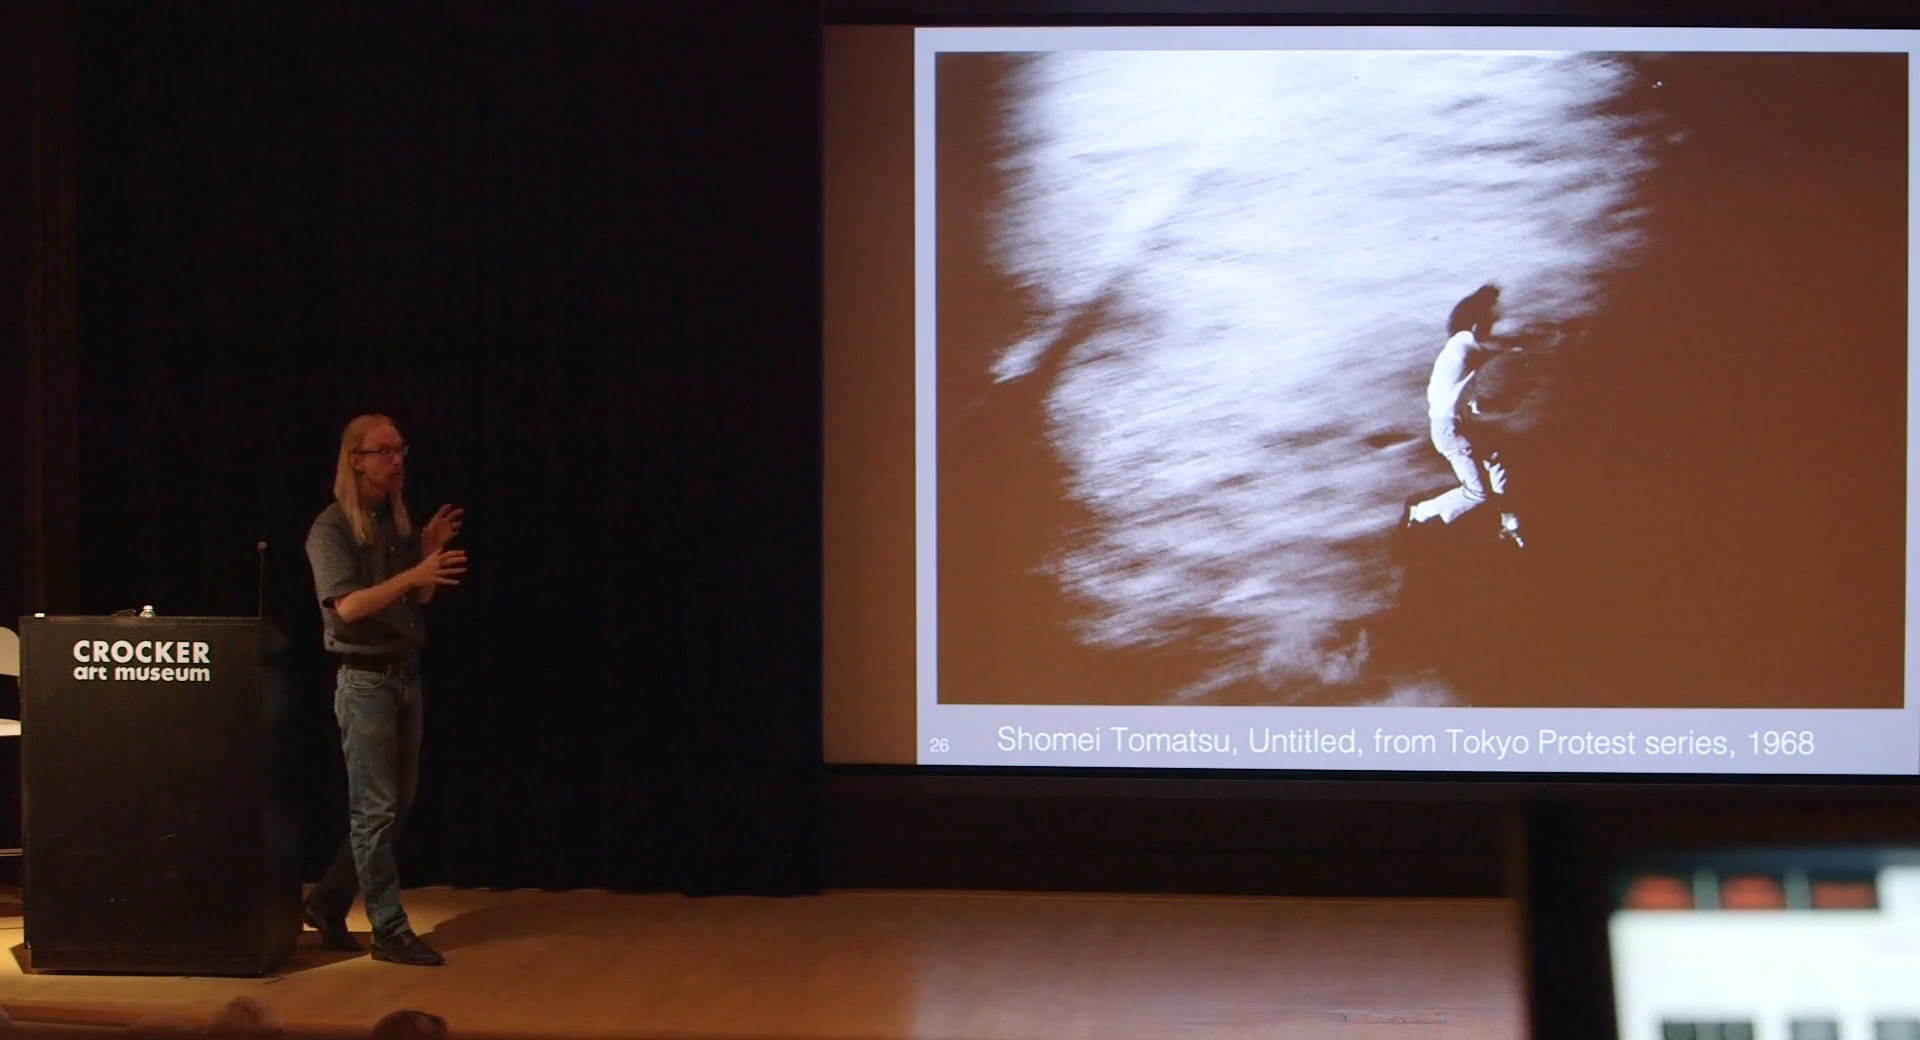 CROCKER
art museum
26
Shomei Tomatsu, Untitled, from Tokyo Protest series, 1968